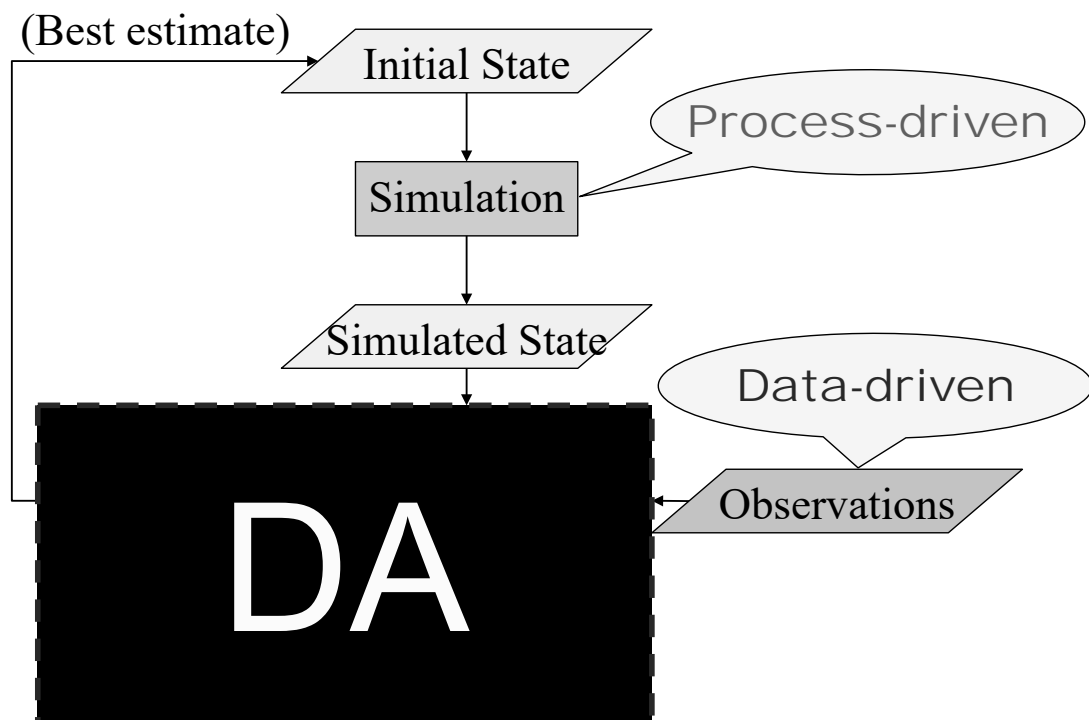 (Best estimate)
Initial State
Process-driven
Simulation
Simulated State
Data-driven
Observations
DA